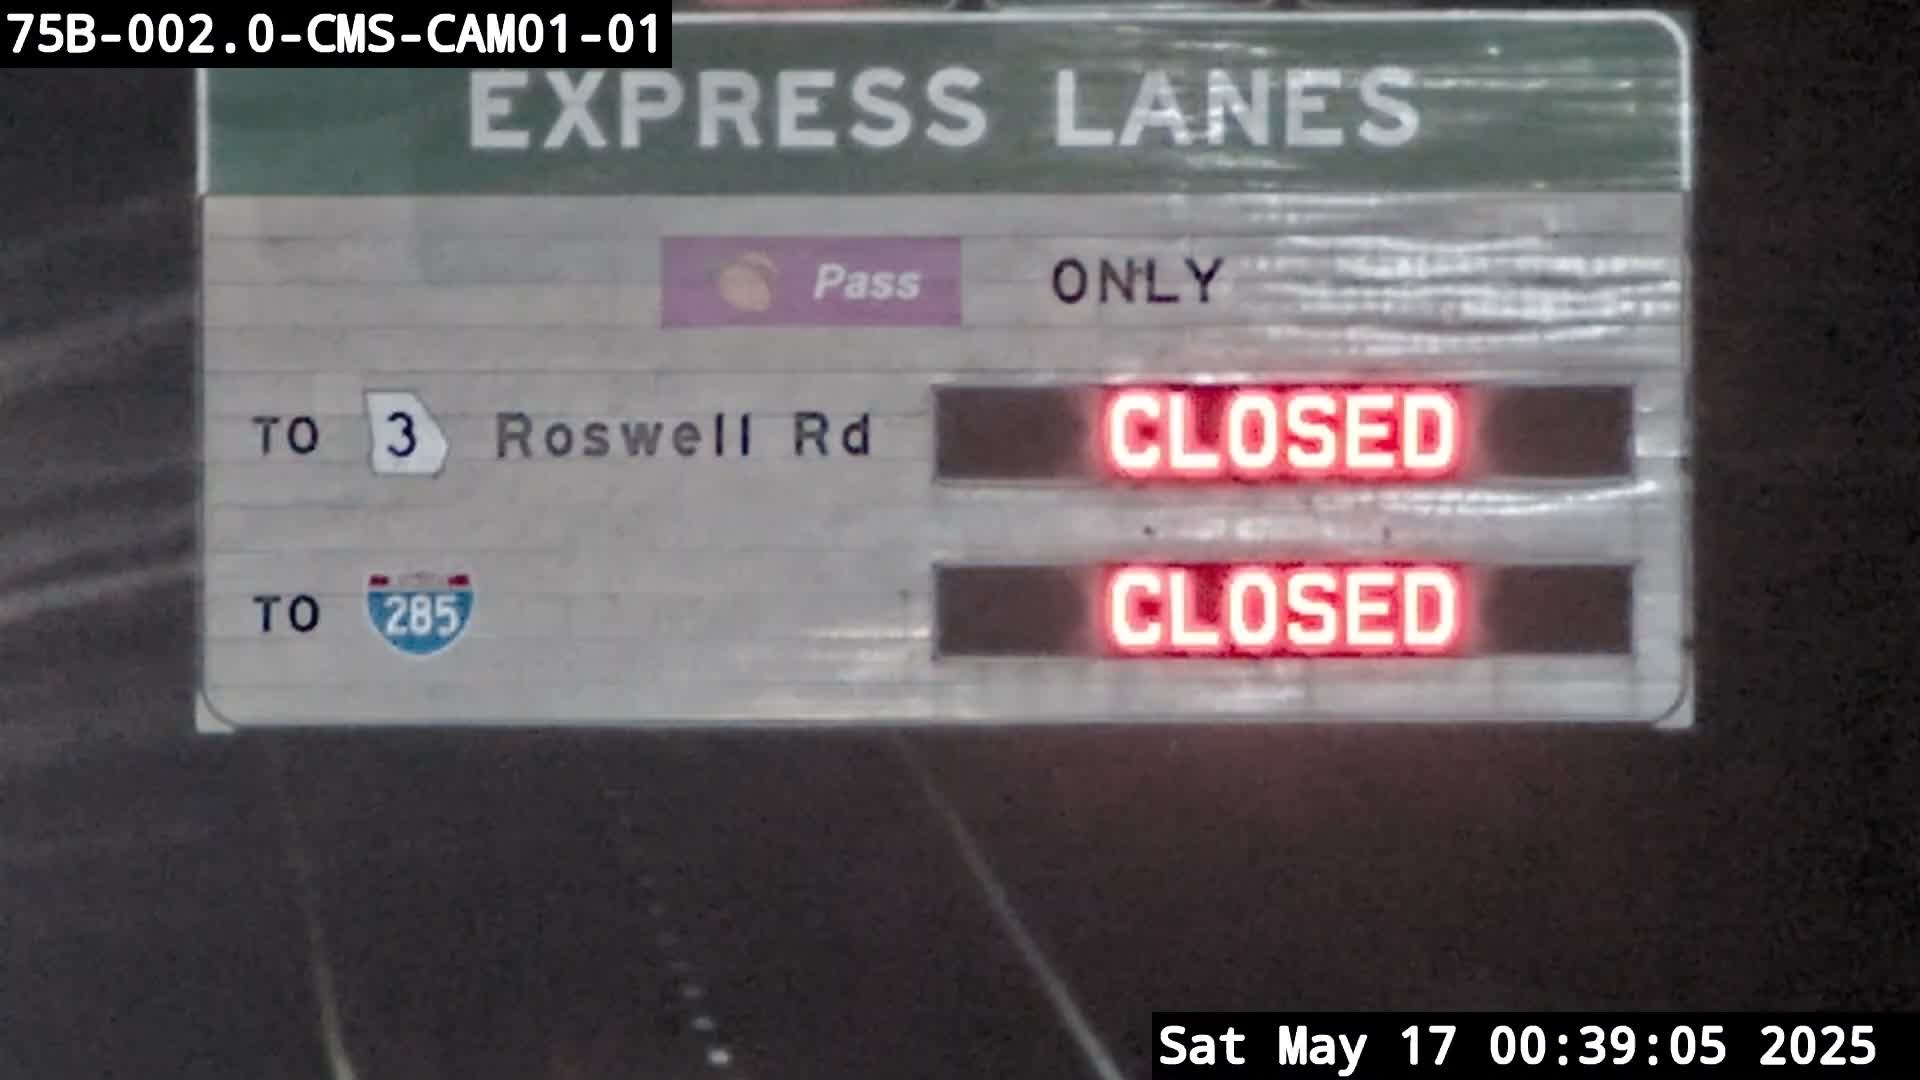 75B-002.0-CMS-CAM01-01
EXPRESS LANES
Pass ONLY
TO 3 Roswell Rd CLOSED
TO 285 CLOSED
Sat May 17 00:39:05 2025